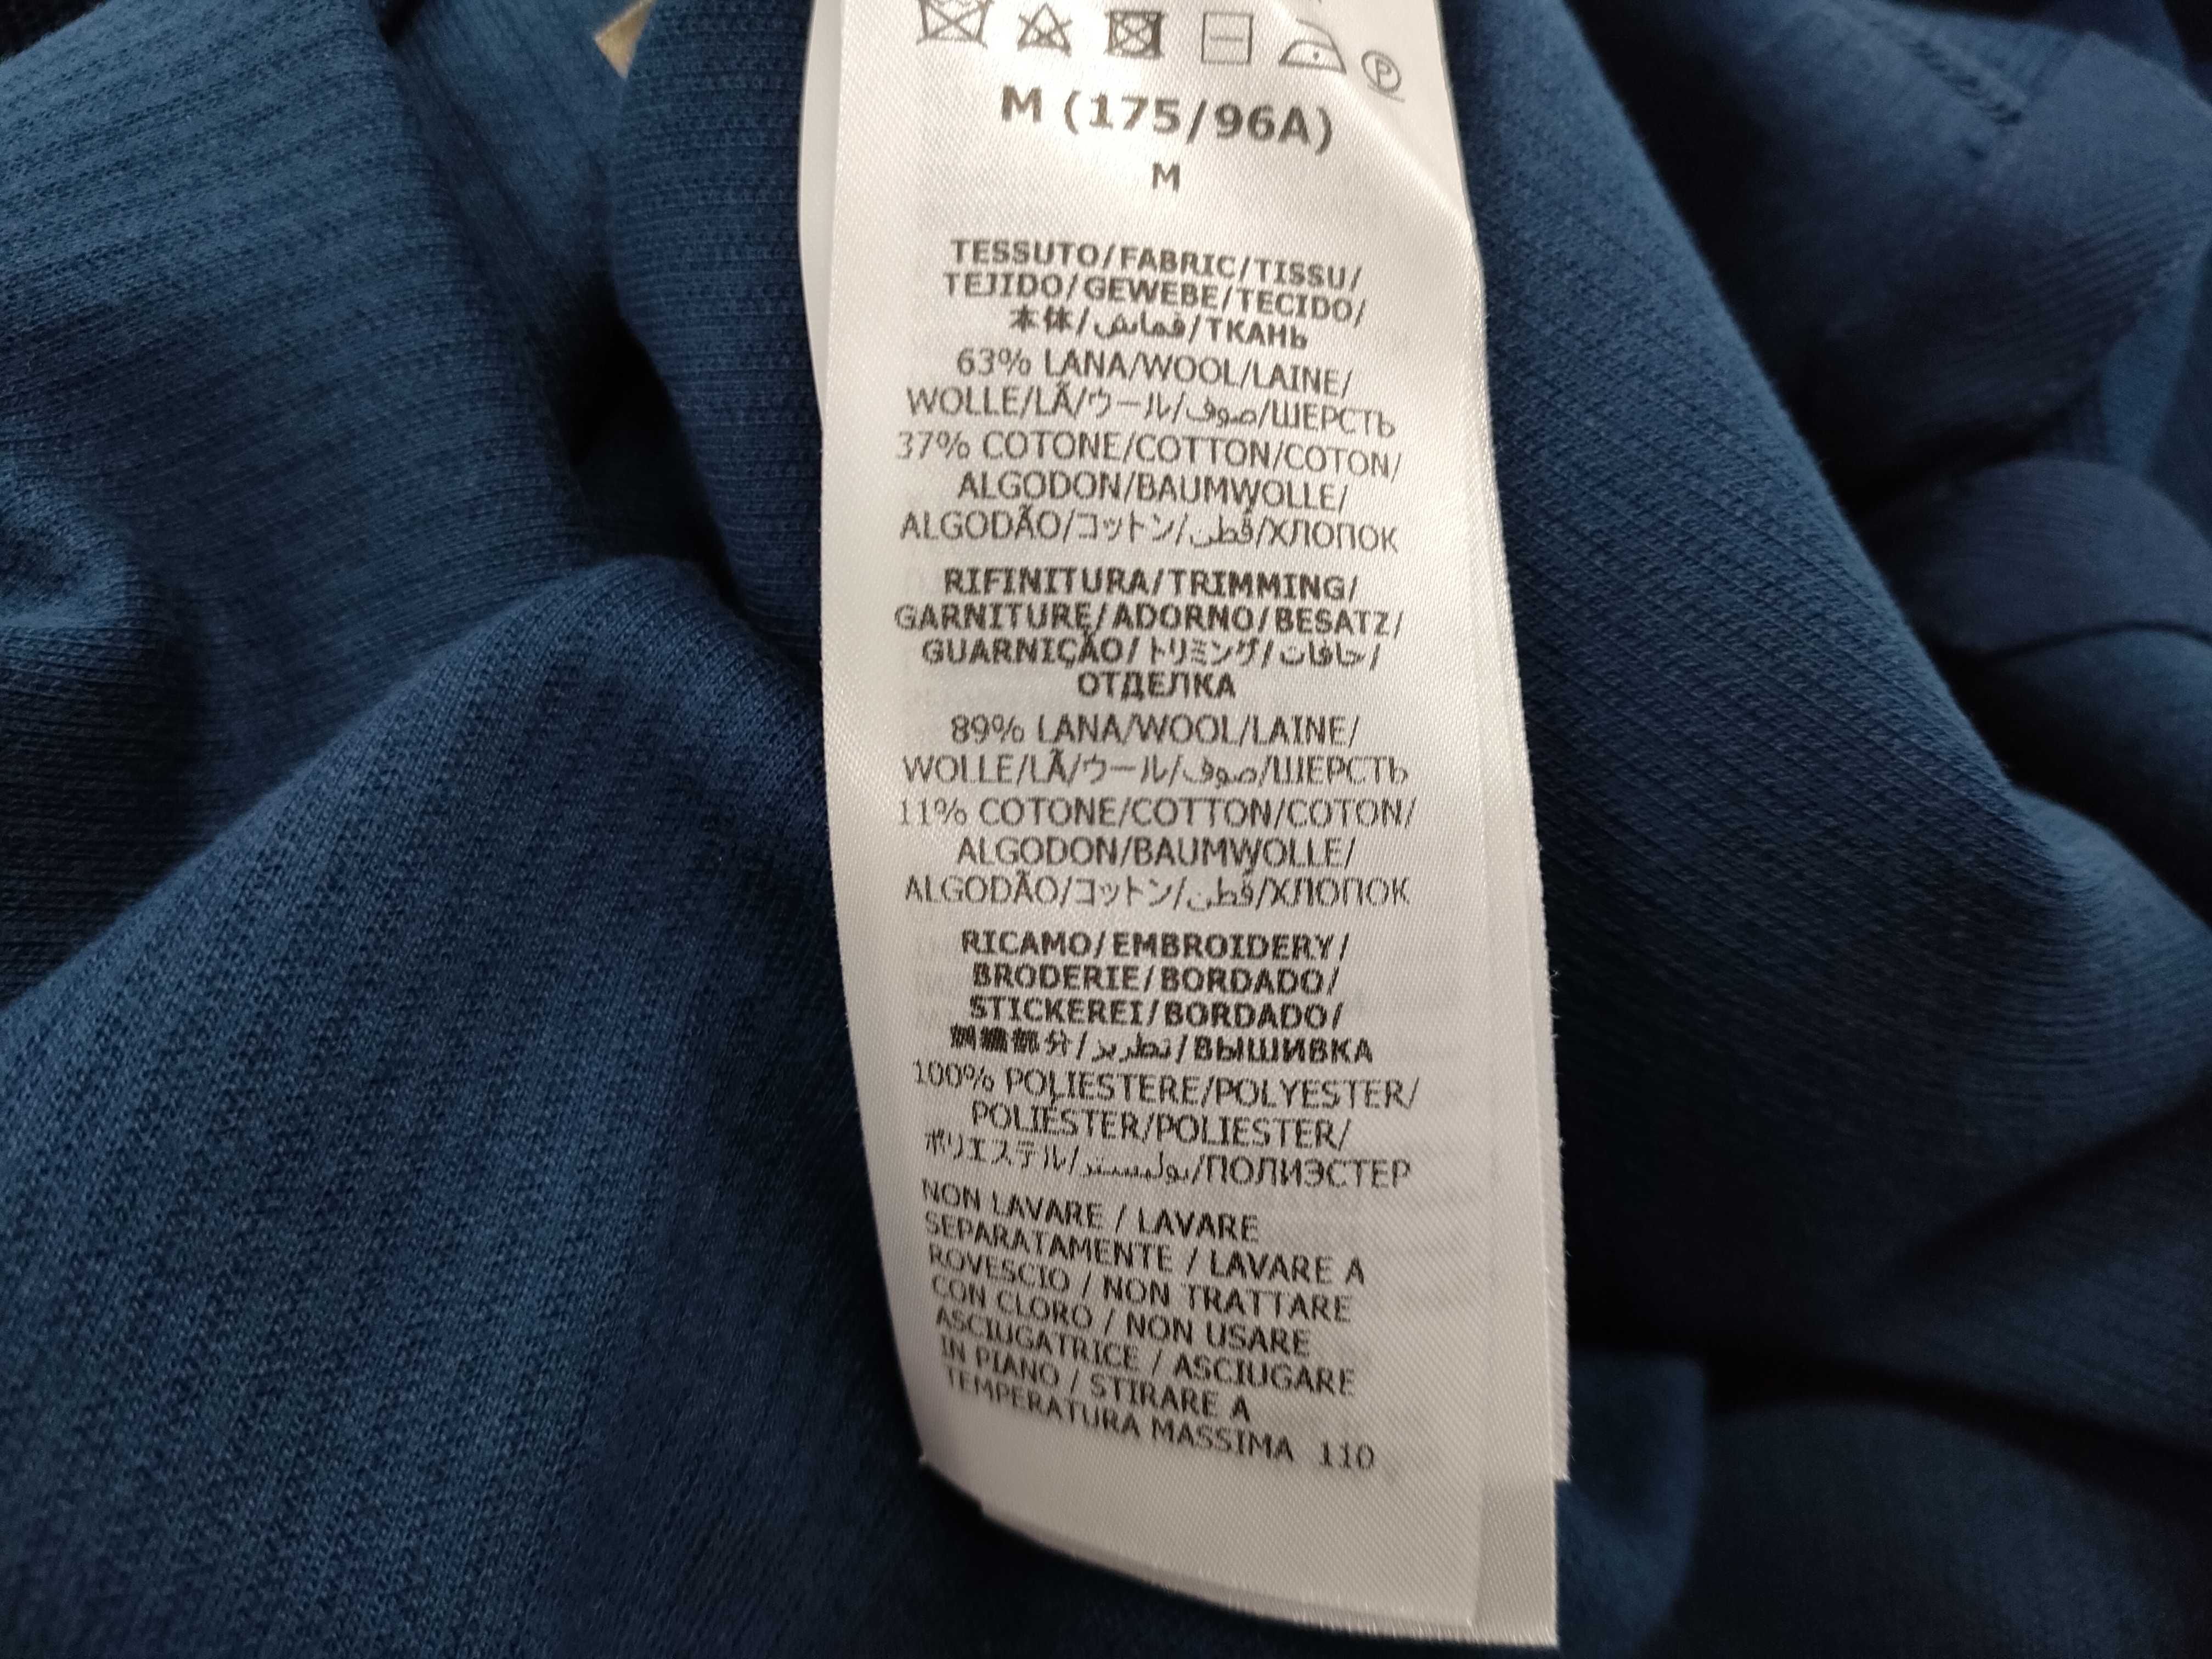 P
M (175/96A)
M
TESSUTO/FABRIC/TISSU/
TEJIDO/GEWEBE/TECIDO/
本体/قماش/ТКАНЬ
63% LANA/WOOL/LAINE/
WOLLE/LÃ/ウール/صوف/ШЕРСТЬ
37% COTONE/COTTON/COTON/
ALGODON/BAUMWOLLE/
ALGODÃO/コットン/قطن/ХЛОПОК
RIFINITURA/TRIMMING/
GARNITURE/ADORNO/BESATZ/
GUARNIÇÃO/トリミング/حافات/
ОТДЕЛКА
89% LANA/WOOL/LAINE/
WOLLE/LÃ/ウール/صوف/ШЕРСТЬ
11% COTONE/COTTON/COTON/
ALGODON/BAUMWOLLE/
ALGODÃO/コットン/قطن/ХЛОПОК
RICAMO/EMBROIDERY/
BRODERIE/BORDADO/
STICKEREI/BORDADO/
刺繍部分/تطريز/ВЫШИВКА
100% POLIESTERE/POLYESTER/
POLIÉSTER/POLIESTER/
ポリエステル/بوليستر/ПОЛИЭСТЕР
NON LAVARE / LAVARE
SEPARATAMENTE / LAVARE A
ROVESCIO / NON TRATTARE
CON CLORO / NON USARE
ASCIUGATRICE / ASCIUGARE
IN PIANO / STIRARE A
TEMPERATURA MASSIMA 110